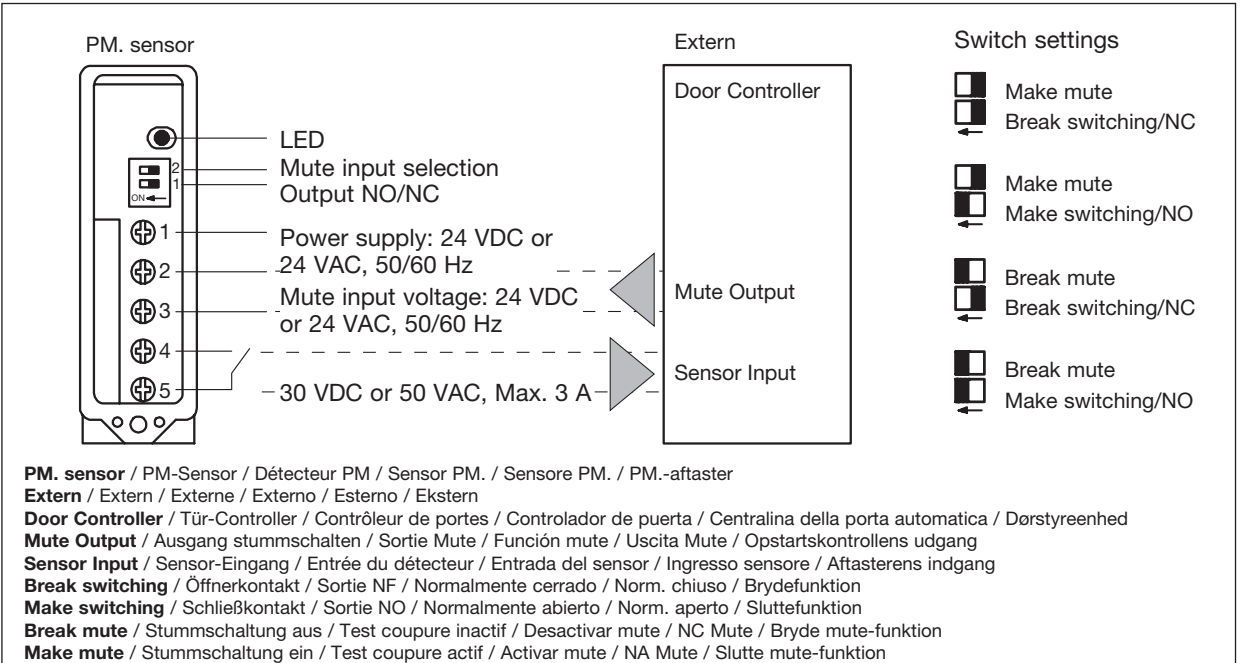 PM. sensor
Extern
Switch settings
Door Controller
LED
Mute input selection
Output NO/NC
2
1
ON
1
2
3
4
5
Power supply: 24 VDC or
24 VAC, 50/60 Hz
Mute input voltage: 24 VDC
or 24 VAC, 50/60 Hz
30 VDC or 50 VAC, Max. 3 A
Mute Output
Sensor Input
Make mute
Break switching/NC
Make mute
Make switching/NO
Break mute
Break switching/NC
Break mute
Make switching/NO
PM. sensor / PM-Sensor / Détecteur PM / Sensor PM. / Sensore PM. / PM.-aftaster
Extern / Extern / Externe / Externo / Esterno / Ekstern
Door Controller / Tür-Controller / Contrôleur de portes / Controlador de puerta / Centralina della porta automatica / Dørstyreenhed
Mute Output / Ausgang stummschalten / Sortie Mute / Función mute / Uscita Mute / Opstartskontrollens udgang
Sensor Input / Sensor-Eingang / Entrée du détecteur / Entrada del sensor / Ingresso sensore / Aftasterens indgang
Break switching / Öffnerkontakt / Sortie NF / Normalmente cerrado / Norm. chiuso / Brydefunktion
Make switching / Schließkontakt / Sortie NO / Normalmente abierto / Norm. aperto / Sluttefunktion
Break mute / Stummschaltung aus / Test coupure inactif / Desactivar mute / NC Mute / Bryde mute-funktion
Make mute / Stummschaltung ein / Test coupure actif / Activar mute / NA Mute / Slutte mute-funktion